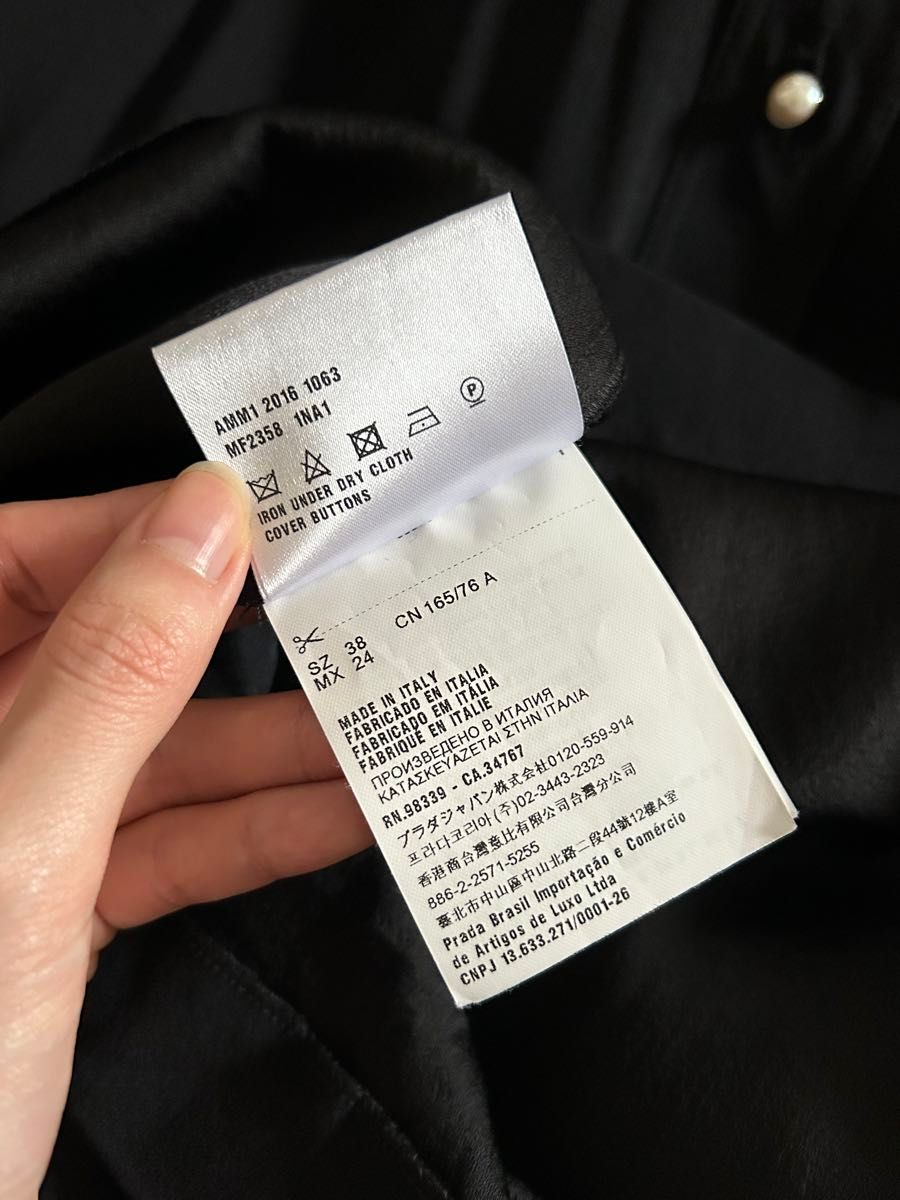 AMM1 2016 1063
MF2358 1NA1
P
IRON UNDER DRY CLOTH
COVER BUTTONS
SZ 38 CN 165/76 A
MX 24
MADE IN ITALY
FABRICADO EN ITALIA
FABRICADO EM ITÁLIA
FABRIQUÉ EN ITALIE
ПРОИЗВЕДЕНО В ИТАЛИЯ
ΚΑΤΑΣΚΕΥΑΖΕΤΑΙ ΣΤΗΝ ΙΤΑΛΙΑ
RN.98339 - CA.34767
プラダジャパン株式会社0120-559-914
프라다코리아(주)02-3443-2323
香港商台灣意比有限公司台灣分公司
886-2-2571-5255
臺北市中山區中山北路二段44號12樓A室
Prada Brasil Importação e Comércio
de Artigos de Luxo Ltda
CNPJ 13.633.271/0001-26